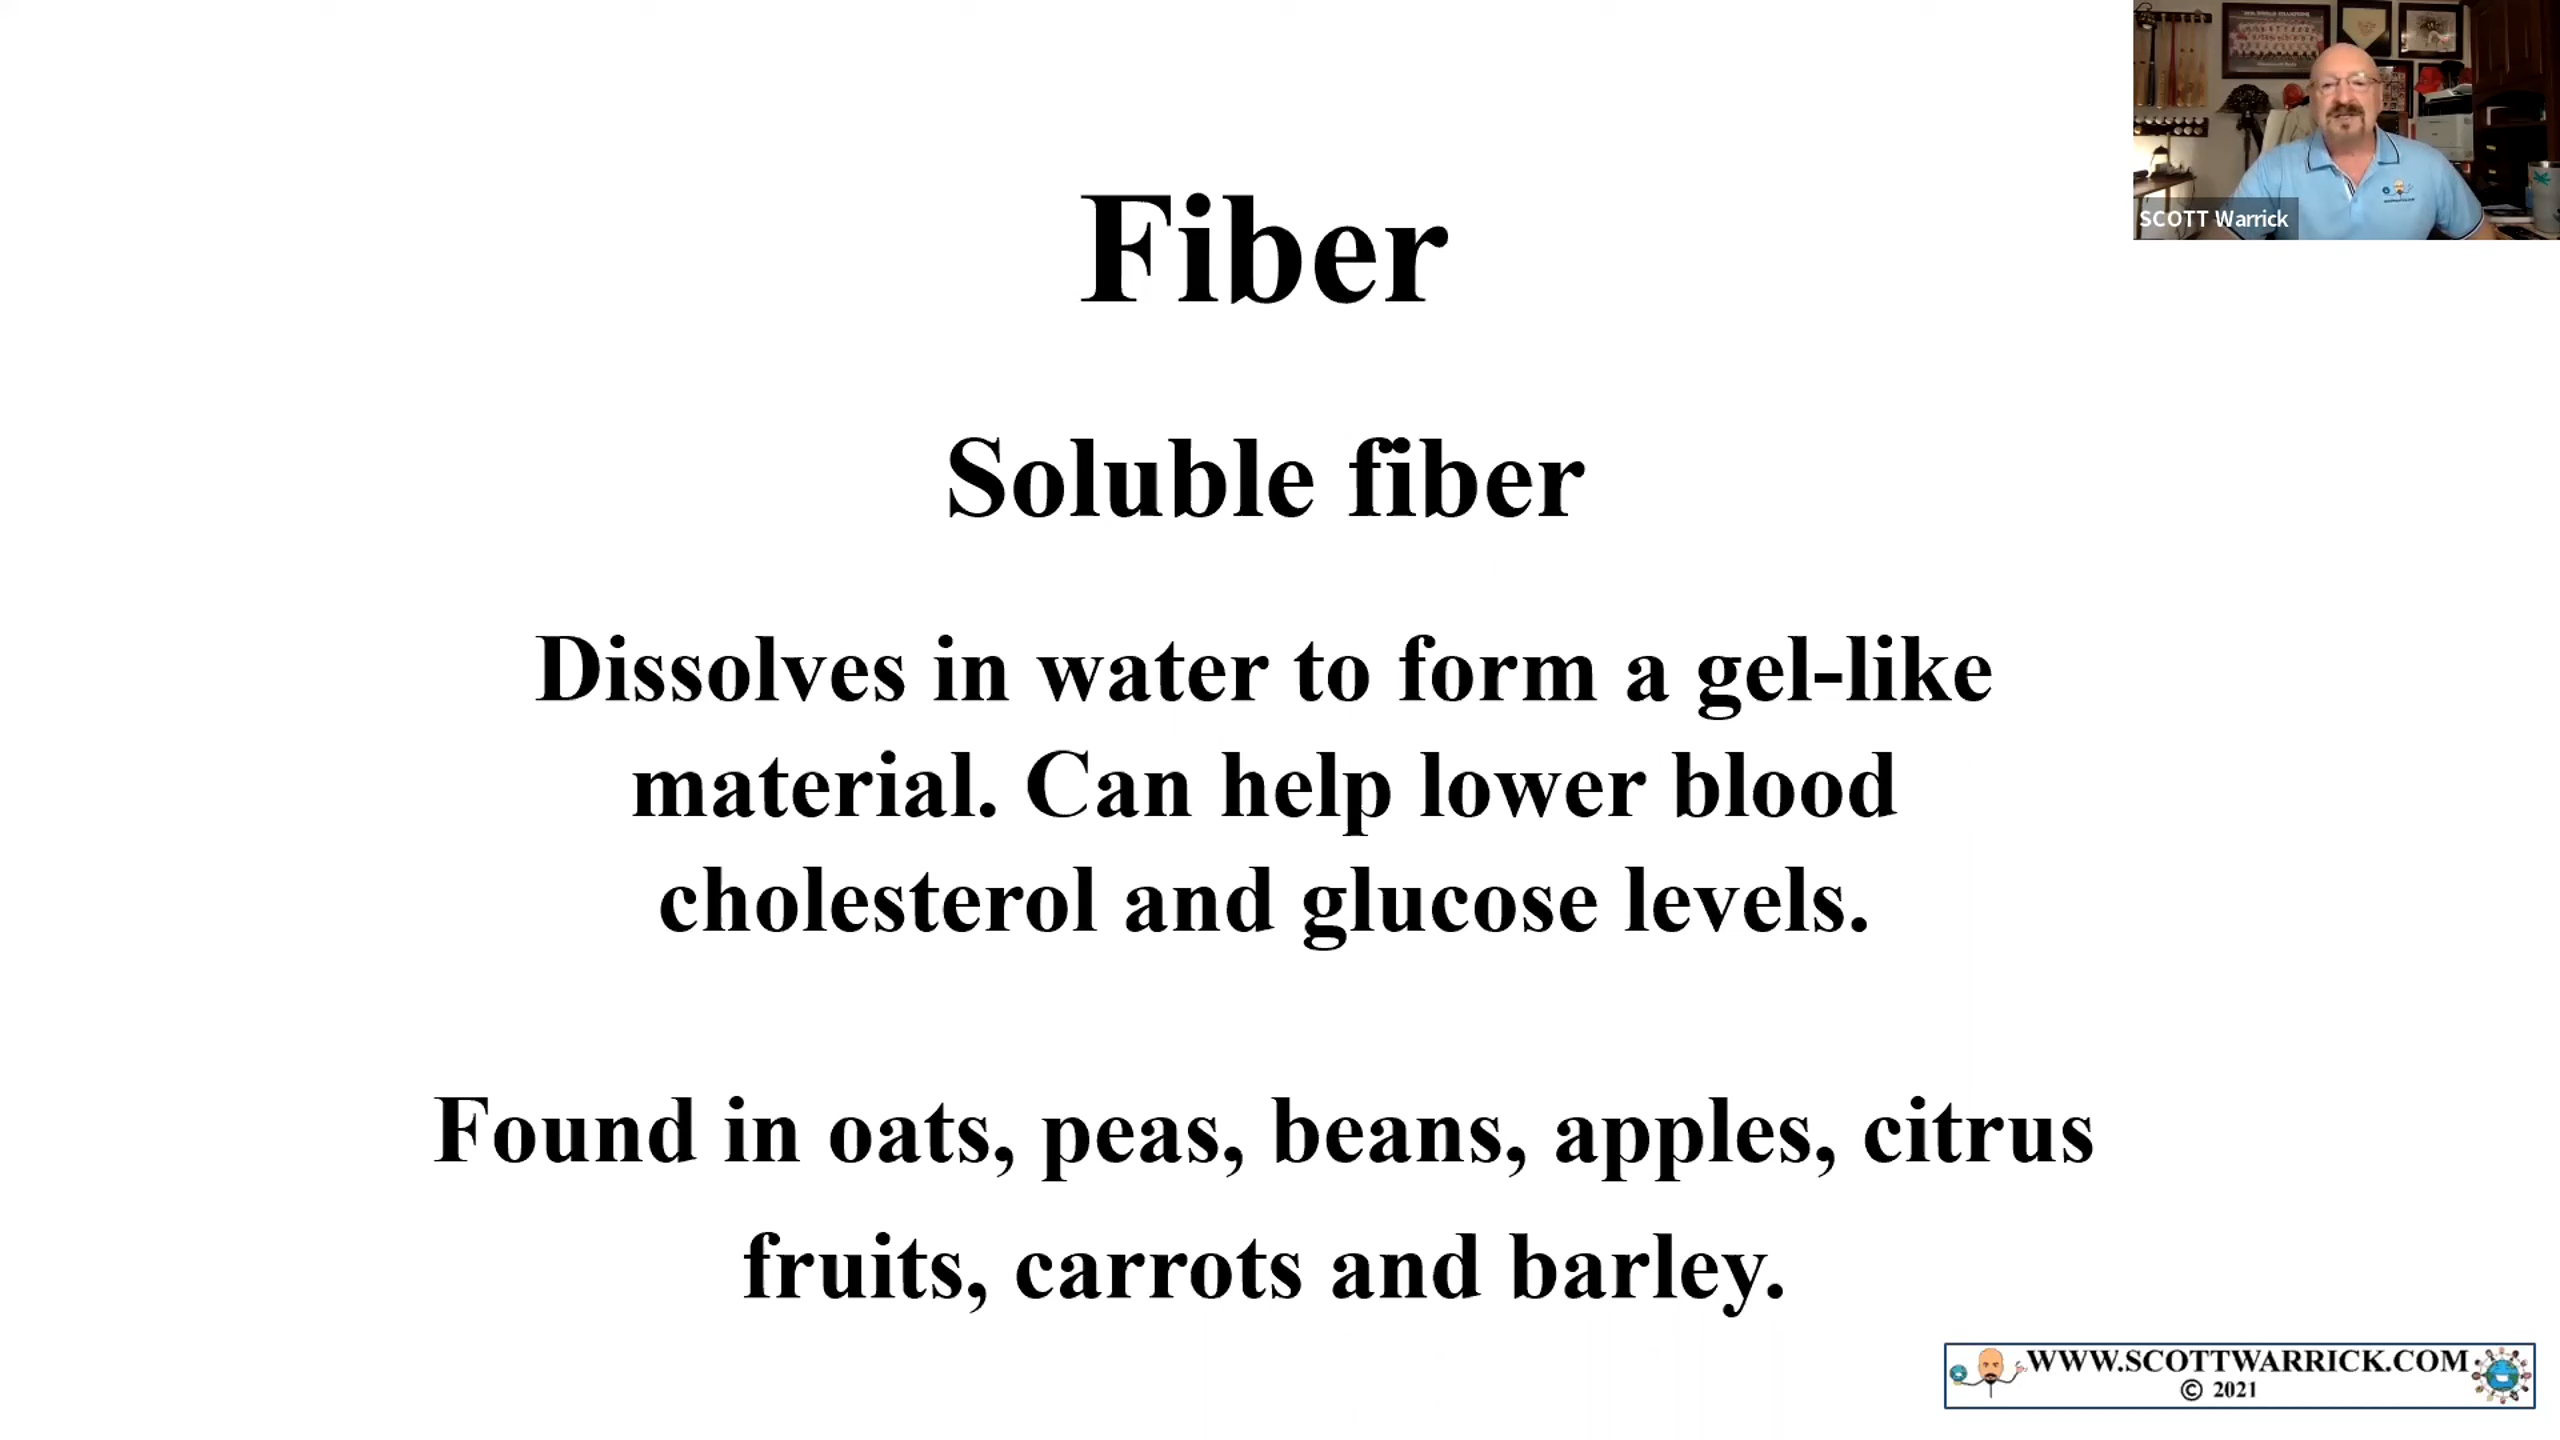 Fiber
SCOTT Warrick
Soluble fiber
Dissolves in water to form a gel-like
material. Can help lower blood
cholesterol and glucose levels.
Found in oats, peas, beans, apples, citrus
fruits, carrots and barley.
WWW.SCOTTWARRICK.COM
© 2021